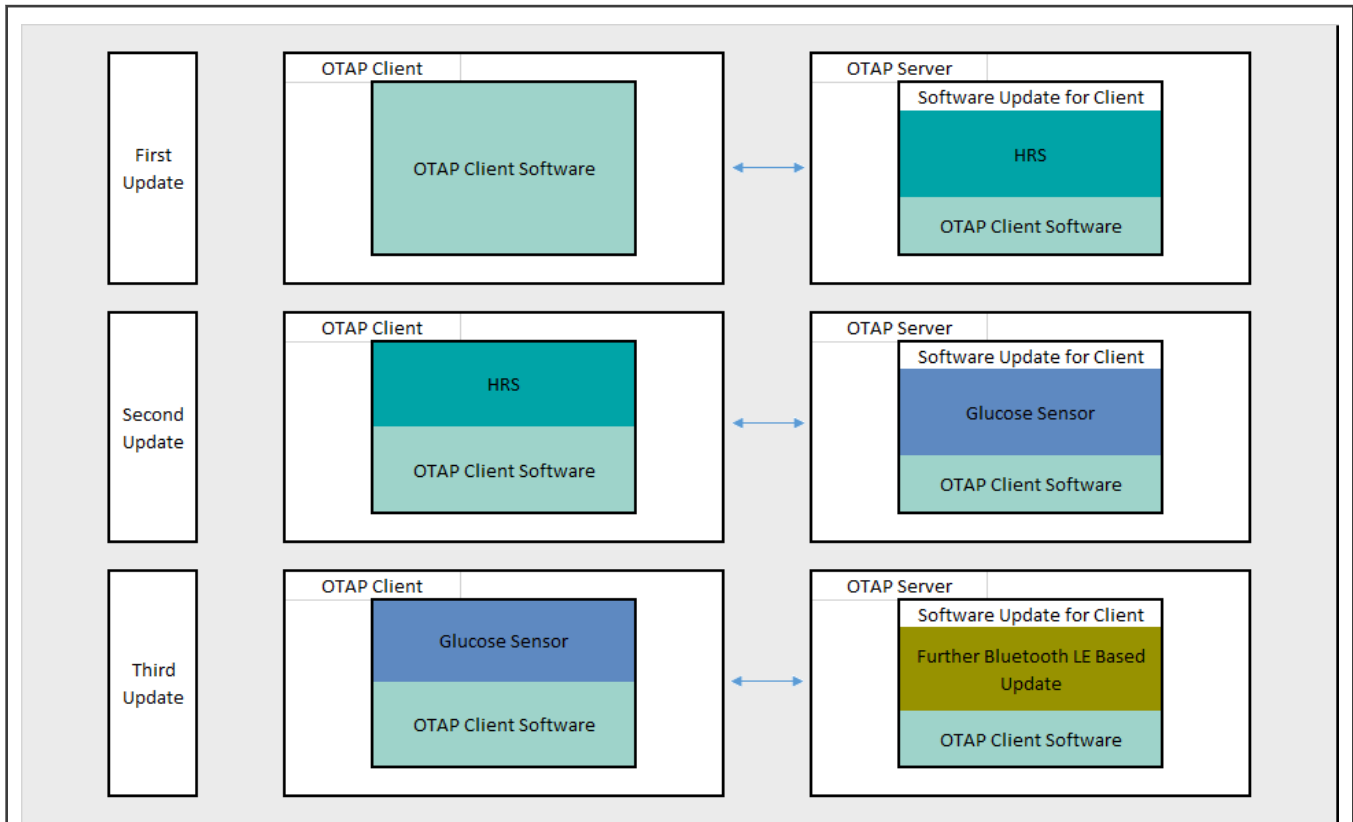 First
Update
OTAP Client
OTAP Client Software
OTAP Server
Software Update for Client
HRS
OTAP Client Software
Second
Update
OTAP Client
HRS
OTAP Client Software
OTAP Server
Software Update for Client
Glucose Sensor
OTAP Client Software
Third
Update
OTAP Client
Glucose Sensor
OTAP Client Software
OTAP Server
Software Update for Client
Further Bluetooth LE Based
Update
OTAP Client Software